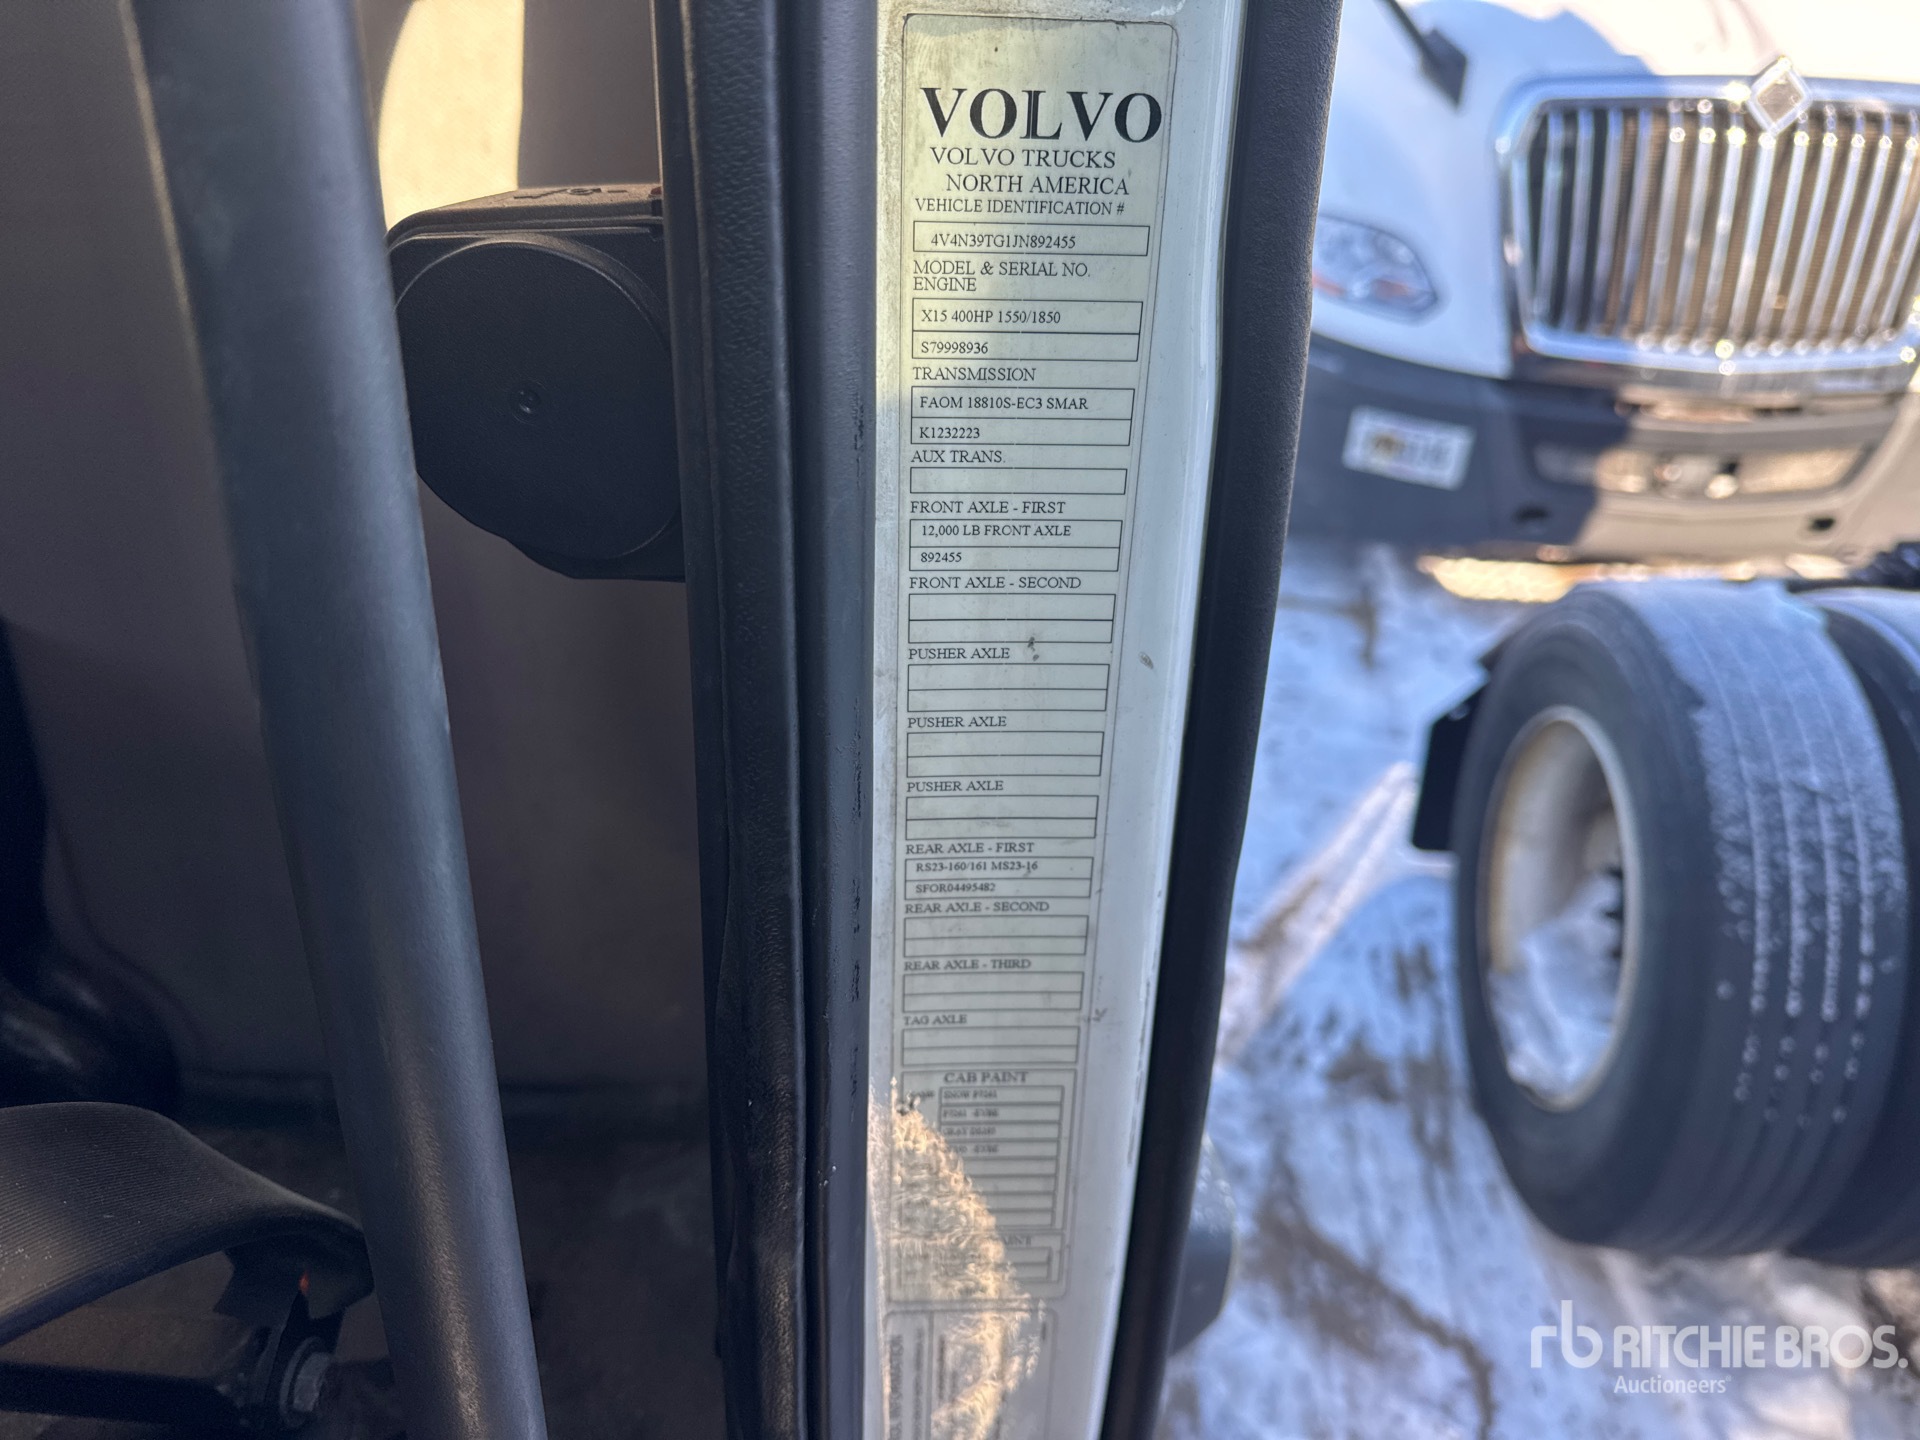 VOLVO
VOLVO TRUCKS
NORTH AMERICA
VEHICLE IDENTIFICATION #
4V4N39TG1JN892455
MODEL & SERIAL NO.
ENGINE
X15 400HP 1550/1850
S79998936
TRANSMISSION
FAOM 18810S-EC3 SMAR
K1232223
AUX TRANS.
FRONT AXLE - FIRST
12,000 LB FRONT AXLE
892455
FRONT AXLE - SECOND
PUSHER AXLE
PUSHER AXLE
PUSHER AXLE
REAR AXLE - FIRST
RS23-160/161 MS23-16
SFOR04495482
REAR AXLE - SECOND
REAR AXLE - THIRD
TAG AXLE
CAB PAINT
rb RITCHIE BROS.
Auctioneers